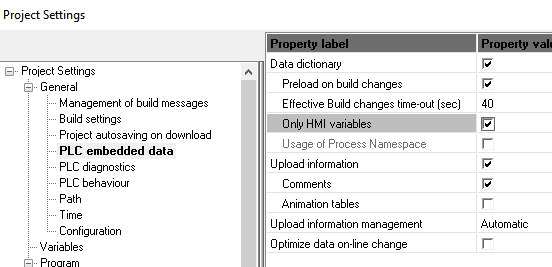 Project Settings
Property label Property val
Project Settings
General
Management of build messages
Build settings
Project autosaving on download
PLC embedded data
PLC diagnostics
PLC behaviour
Path
Time
Configuration
Variables
Program
Data dictionary
Preload on build changes
Effective Build changes time-out (sec) 40
Only HMI variables
Usage of Process Namespace
Upload information
Comments
Animation tables
Upload information management Automatic
Optimize data on-line change